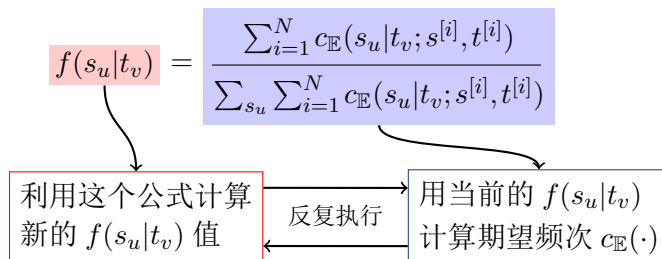 f(s_u|t_v) = \frac{\sum_{i=1}^{N} c_{\mathbb{E}}(s_u|t_v; s^{[i]}, t^{[i]})}{\sum_{s_u} \sum_{i=1}^{N} c_{\mathbb{E}}(s_u|t_v; s^{[i]}, t^{[i]})}
利用这个公式计算
新的 f(s_u|t_v) 值
反复执行
用当前的 f(s_u|t_v)
计算期望频次 c_{\mathbb{E}}(·)